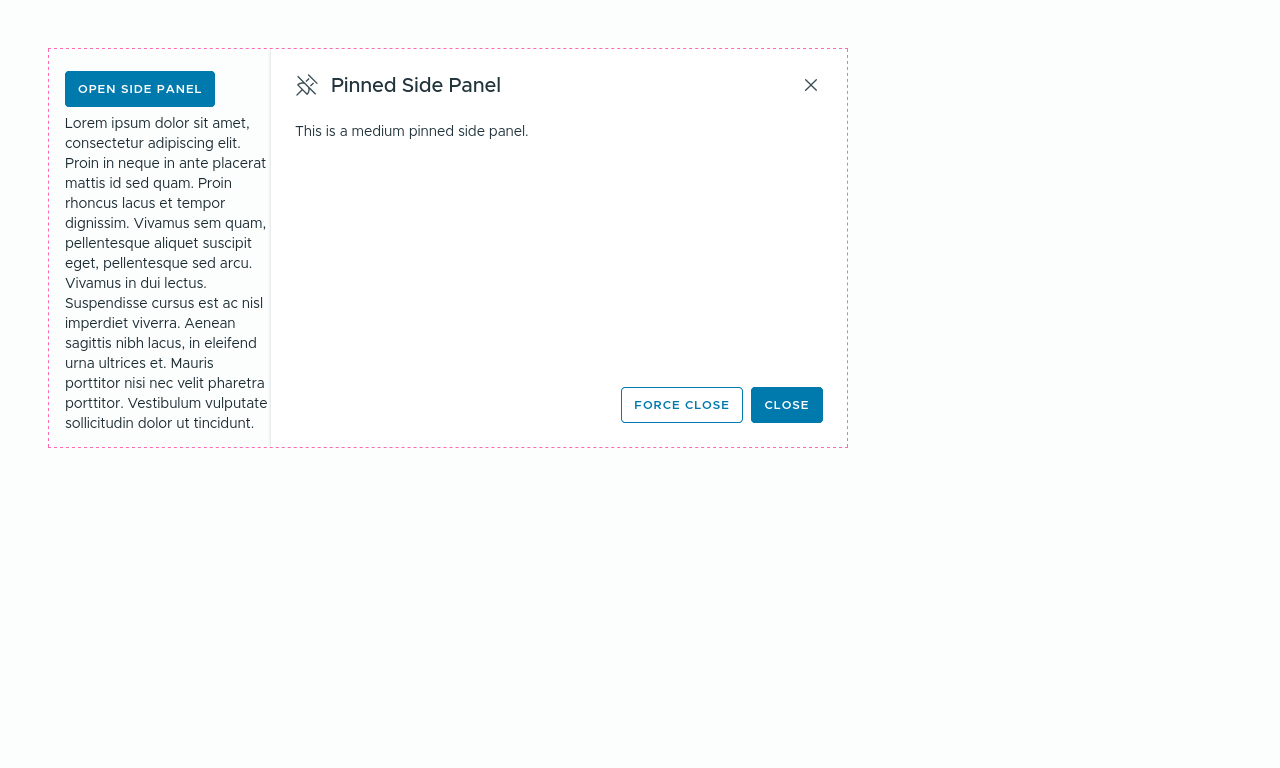 OPEN SIDE PANEL
Lorem ipsum dolor sit amet,
consectetur adipiscing elit.
Proin in neque in ante placerat
mattis id sed quam. Proin
rhoncus lacus et tempor
dignissim. Vivamus sem quam,
pellentesque aliquet suscipit
eget, pellentesque sed arcu.
Vivamus in dui lectus.
Suspendisse cursus est ac nisl
imperdiet viverra. Aenean
sagittis nibh lacus, in eleifend
urna ultrices et. Mauris
porttitor nisi nec velit pharetra
porttitor. Vestibulum vulputate
sollicitudin dolor ut tincidunt.
Pinned Side Panel
This is a medium pinned side panel.
FORCE CLOSE
CLOSE